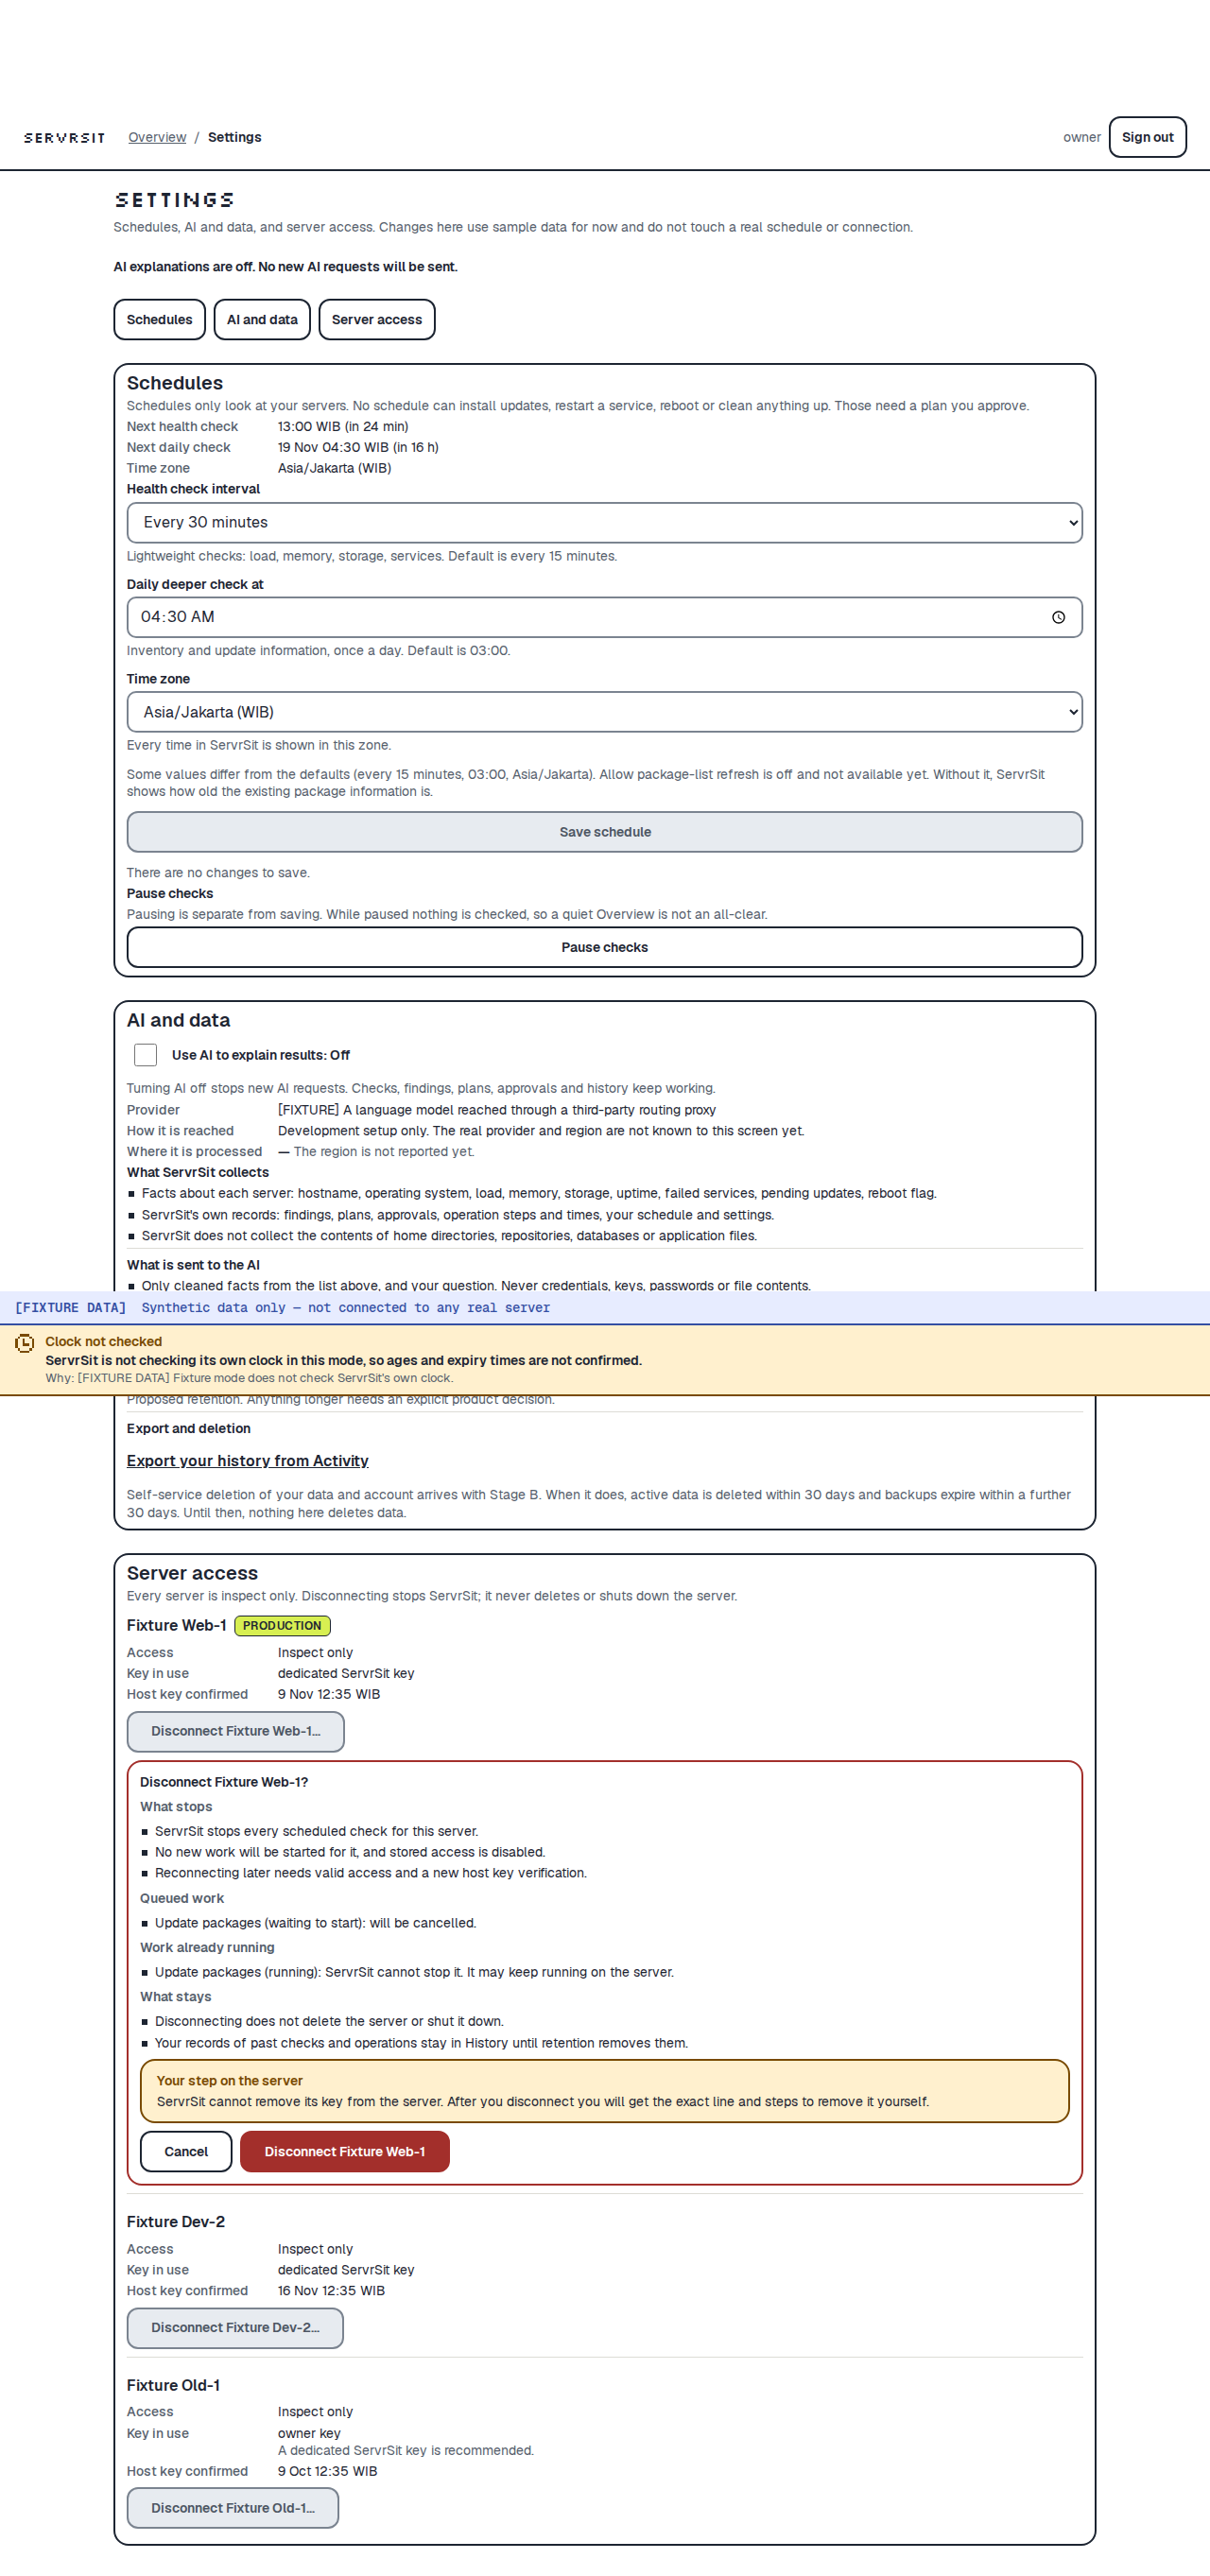 SERVRSIT
Overview / Settings
owner
Sign out
SETTINGS
Schedules, AI and data, and server access. Changes here use sample data for now and do not touch a real schedule or connection.
AI explanations are off. No new AI requests will be sent.
Schedules
AI and data
Server access
Schedules
Schedules only look at your servers. No schedule can install updates, restart a service, reboot or clean anything up. Those need a plan you approve.
Next health check 13:00 WIB (in 24 min)
Next daily check 19 Nov 04:30 WIB (in 16 h)
Time zone Asia/Jakarta (WIB)
Health check interval
Every 30 minutes
Lightweight checks: load, memory, storage, services. Default is every 15 minutes.
Daily deeper check at
04:30 AM
Inventory and update information, once a day. Default is 03:00.
Time zone
Asia/Jakarta (WIB)
Every time in ServrSit is shown in this zone.
Some values differ from the defaults (every 15 minutes, 03:00, Asia/Jakarta). Allow package-list refresh is off and not available yet. Without it, ServrSit
shows how old the existing package information is.
Save schedule
There are no changes to save.
Pause checks
Pausing is separate from saving. While paused nothing is checked, so a quiet Overview is not an all-clear.
Pause checks
AI and data
Use AI to explain results: Off
Turning AI off stops new AI requests. Checks, findings, plans, approvals and history keep working.
Provider [FIXTURE] A language model reached through a third-party routing proxy
How it is reached Development setup only. The real provider and region are not known to this screen yet.
Where it is processed — The region is not reported yet.
What ServrSit collects
Facts about each server: hostname, operating system, load, memory, storage, uptime, failed services, pending updates, reboot flag.
ServrSit's own records: findings, plans, approvals, operation steps and times, your schedule and settings.
ServrSit does not collect the contents of home directories, repositories, databases or application files.
What is sent to the AI
Only cleaned facts from the list above, and your question. Never credentials, keys, passwords or file contents.
[FIXTURE DATA] Synthetic data only — not connected to any real server
Clock not checked
ServrSit is not checking its own clock in this mode, so ages and expiry times are not confirmed.
Why: [FIXTURE DATA] Fixture mode does not check ServrSit's own clock.
Proposed retention. Anything longer needs an explicit product decision.
Export and deletion
Export your history from Activity
Self-service deletion of your data and account arrives with Stage B. When it does, active data is deleted within 30 days and backups expire within a further
30 days. Until then, nothing here deletes data.
Server access
Every server is inspect only. Disconnecting stops ServrSit; it never deletes or shuts down the server.
Fixture Web-1 PRODUCTION
Access Inspect only
Key in use dedicated ServrSit key
Host key confirmed 9 Nov 12:35 WIB
Disconnect Fixture Web-1...
Disconnect Fixture Web-1?
What stops
ServrSit stops every scheduled check for this server.
No new work will be started for it, and stored access is disabled.
Reconnecting later needs valid access and a new host key verification.
Queued work
Update packages (waiting to start): will be cancelled.
Work already running
Update packages (running): ServrSit cannot stop it. It may keep running on the server.
What stays
Disconnecting does not delete the server or shut it down.
Your records of past checks and operations stay in History until retention removes them.
Your step on the server
ServrSit cannot remove its key from the server. After you disconnect you will get the exact line and steps to remove it yourself.
Cancel
Disconnect Fixture Web-1
Fixture Dev-2
Access Inspect only
Key in use dedicated ServrSit key
Host key confirmed 16 Nov 12:35 WIB
Disconnect Fixture Dev-2...
Fixture Old-1
Access Inspect only
Key in use owner key
A dedicated ServrSit key is recommended.
Host key confirmed 9 Oct 12:35 WIB
Disconnect Fixture Old-1...